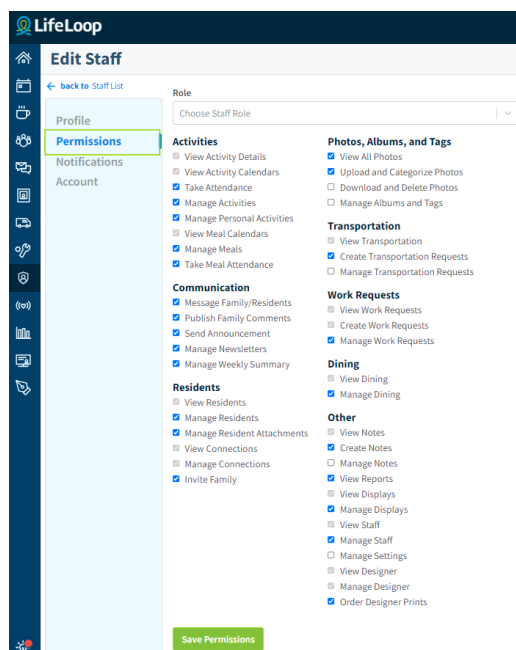 LifeLoop
Edit Staff
← back to Staff List
Profile
Permissions
Notifications
Account
Role
Choose Staff Role
Activities
View Activity Details
View Activity Calendars
Take Attendance
Manage Activities
Manage Personal Activities
View Meal Calendars
Manage Meals
Take Meal Attendance
Communication
Message Family/Residents
Publish Family Comments
Send Announcement
Manage Newsletters
Manage Weekly Summary
Residents
View Residents
Manage Residents
Manage Resident Attachments
View Connections
Manage Connections
Invite Family
Photos, Albums, and Tags
View All Photos
Upload and Categorize Photos
Download and Delete Photos
Manage Albums and Tags
Transportation
View Transportation
Create Transportation Requests
Manage Transportation Requests
Work Requests
View Work Requests
Create Work Requests
Manage Work Requests
Dining
View Dining
Manage Dining
Other
View Notes
Create Notes
Manage Notes
View Reports
View Displays
Manage Displays
View Staff
Manage Staff
Manage Settings
View Designer
Manage Designer
Order Designer Prints
Save Permissions